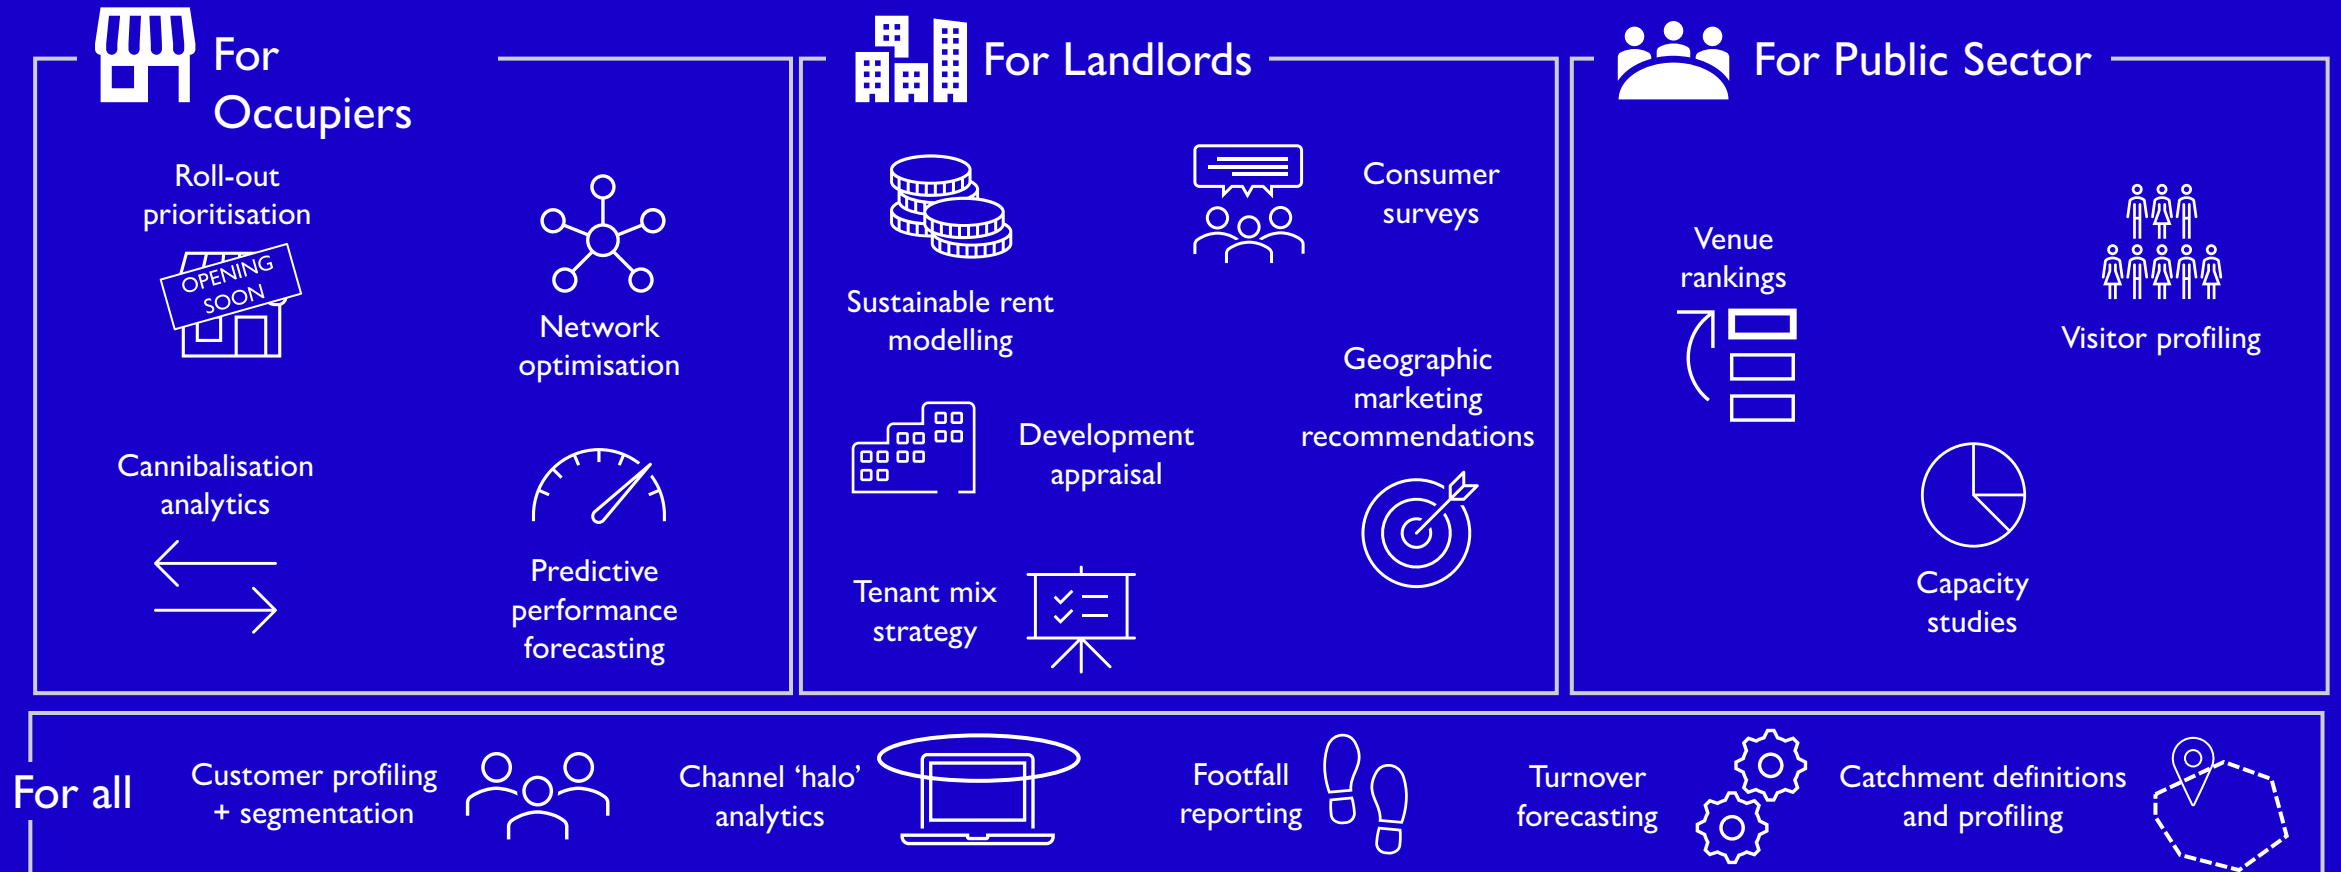 For
Occupiers
Roll-out
prioritisation
OPENING
SOON
Network
optimisation
Cannibalisation
analytics
Predictive
performance
forecasting
For Landlords
Sustainable rent
modelling
Consumer
surveys
Development
appraisal
Geographic
marketing
recommendations
Tenant mix
strategy
For Public Sector
Venue
rankings
Visitor profiling
Capacity
studies
For all
Customer profiling
+ segmentation
Channel ‘halo’
analytics
Footfall
reporting
Turnover
forecasting
Catchment definitions
and profiling